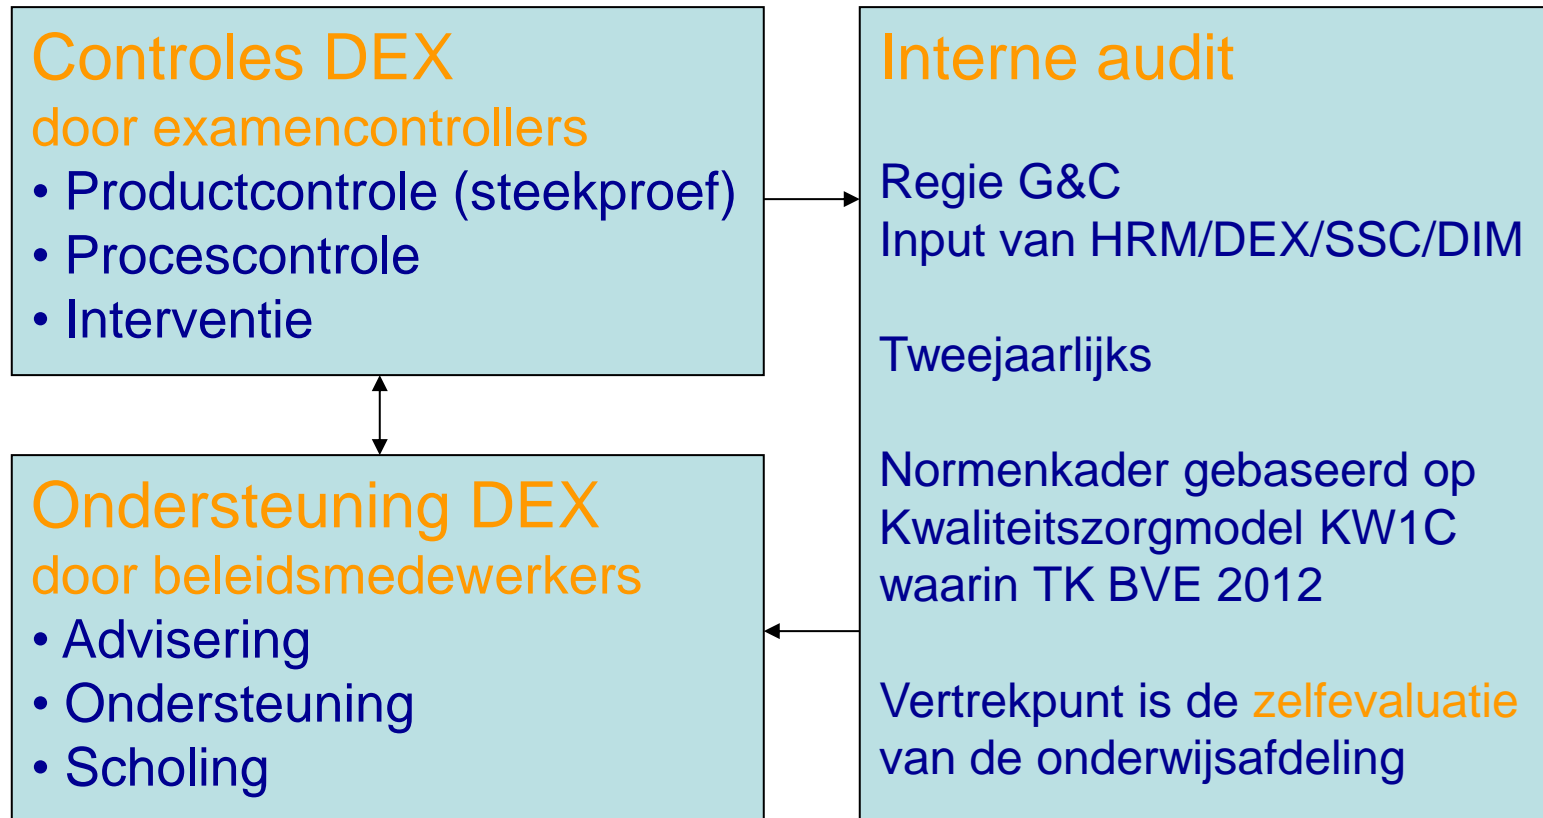 Controles DEX
door examencontrollers
• Productcontrole (steekproef)
• Procescontrole
• Interventie
Ondersteuning DEX
door beleidsmedewerkers
• Advisering
• Ondersteuning
• Scholing
Interne audit
Regie G&C
Input van HRM/DEX/SSC/DIM
Tweejaarlijks
Normenkader gebaseerd op
Kwaliteitszorgmodel KW1C
waarin TK BVE 2012
Vertrekpunt is de zelfevaluatie
van de onderwijsafdeling